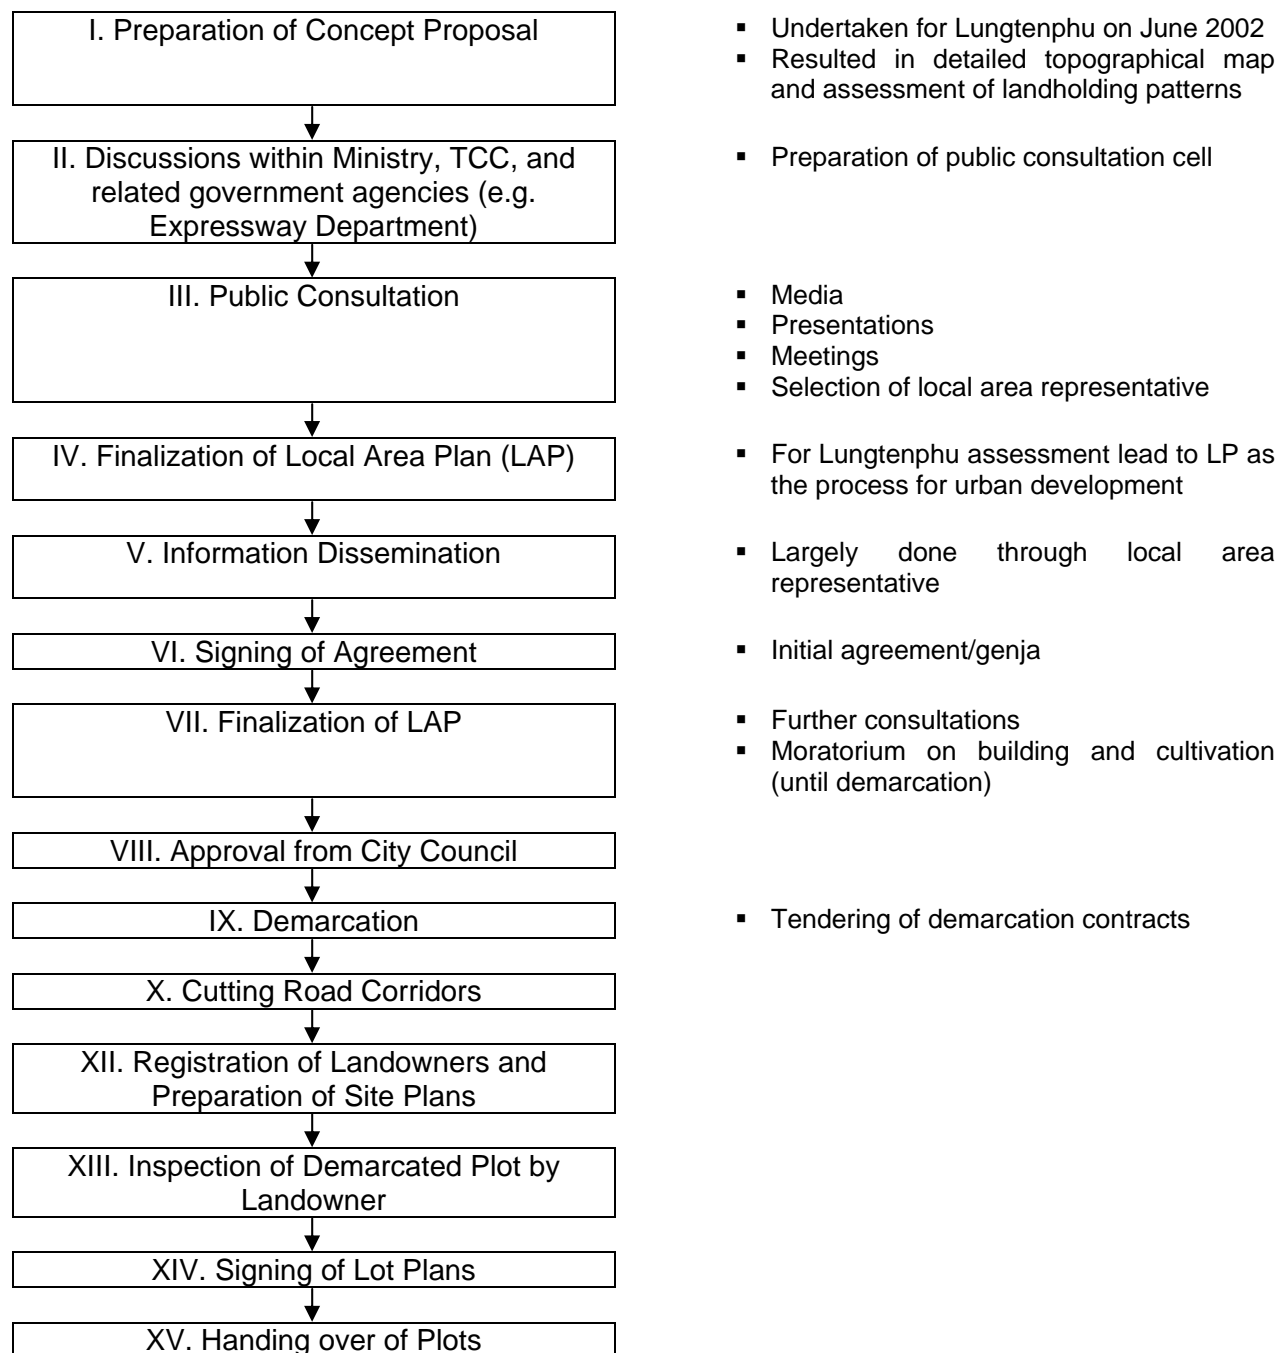 I. Preparation of Concept Proposal
▪ Undertaken for Lungtenphu on June 2002
▪ Resulted in detailed topographical map
and assessment of landholding patterns
II. Discussions within Ministry, TCC, and
related government agencies (e.g.
Expressway Department)
▪ Preparation of public consultation cell
III. Public Consultation
▪ Media
▪ Presentations
▪ Meetings
▪ Selection of local area representative
IV. Finalization of Local Area Plan (LAP)
▪ For Lungtenphu assessment lead to LP as
the process for urban development
V. Information Dissemination
▪ Largely done through local area
representative
VI. Signing of Agreement
▪ Initial agreement/genja
VII. Finalization of LAP
▪ Further consultations
▪ Moratorium on building and cultivation
(until demarcation)
VIII. Approval from City Council
IX. Demarcation
▪ Tendering of demarcation contracts
X. Cutting Road Corridors
XII. Registration of Landowners and
Preparation of Site Plans
XIII. Inspection of Demarcated Plot by
Landowner
XIV. Signing of Lot Plans
XV. Handing over of Plots